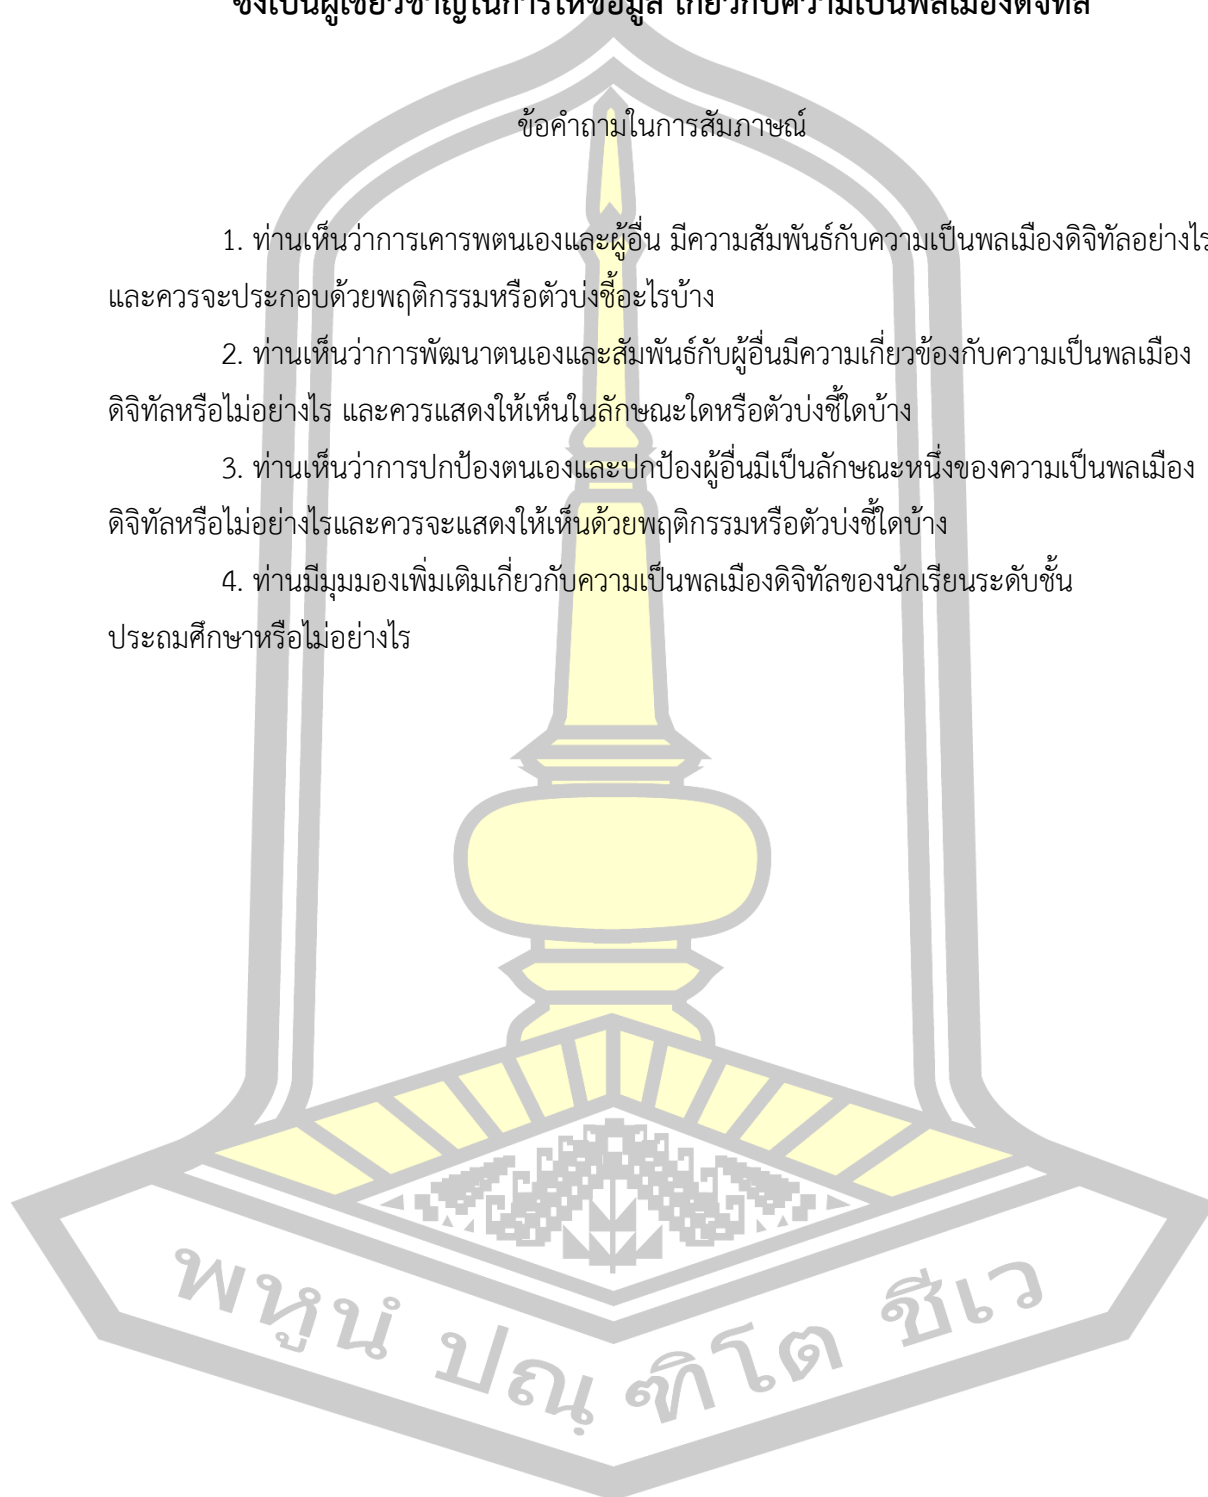 ซึ่งเป็นผู้เชี่ยวชาญในการให้ข้อมูล เกี่ยวกับความเป็นพลเมืองดิจิทัล
ข้อคำถามในการสัมภาษณ์
1. ท่านเห็นว่าการเคารพตนเองและผู้อื่น มีความสัมพันธ์กับความเป็นพลเมืองดิจิทัลอย่างไร
และควรจะประกอบด้วยพฤติกรรมหรือตัวบ่งชี้อะไรบ้าง
2. ท่านเห็นว่าการพัฒนาตนเองและสัมพันธ์กับผู้อื่นมีความเกี่ยวข้องกับความเป็นพลเมือง
ดิจิทัลหรือไม่อย่างไร และควรแสดงให้เห็นในลักษณะใดหรือตัวบ่งชี้ใดบ้าง
3. ท่านเห็นว่าการปกป้องตนเองและปกป้องผู้อื่นมีเป็นลักษณะหนึ่งของความเป็นพลเมือง
ดิจิทัลหรือไม่อย่างไรและควรจะแสดงให้เห็นด้วยพฤติกรรมหรือตัวบ่งชี้ใดบ้าง
4. ท่านมีมุมมองเพิ่มเติมเกี่ยวกับความเป็นพลเมืองดิจิทัลของนักเรียนระดับชั้น
ประถมศึกษาหรือไม่อย่างไร
พหูนํ ปณฺ ฑิโต ชีเว